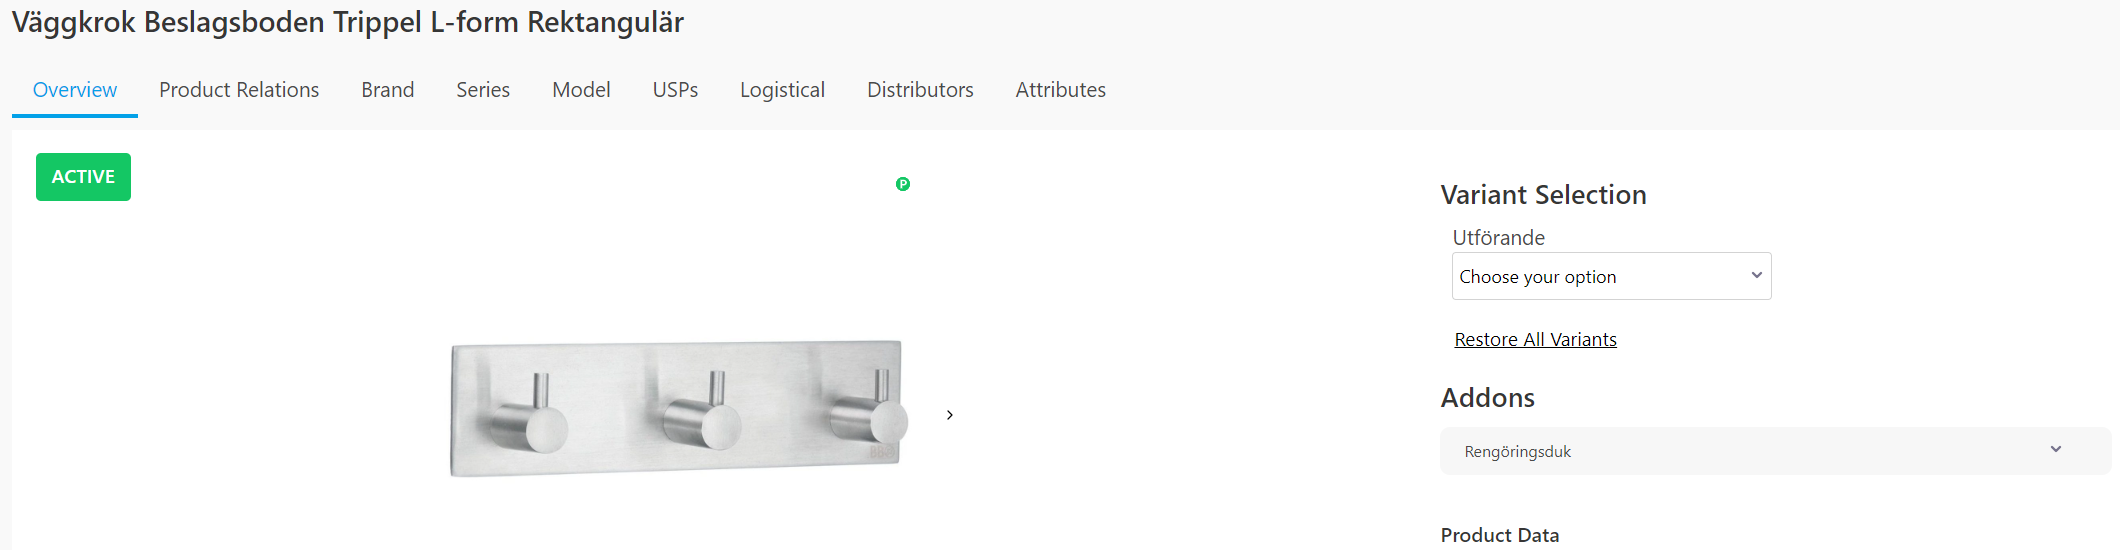 Väggkrok Beslagsboden Trippel L-form Rektangulär
Overview Product Relations Brand Series Model USPs Logistical Distributors Attributes
ACTIVE
P
Variant Selection
Utförande
Choose your option
Restore All Variants
Addons
Rengöringsduk
Product Data